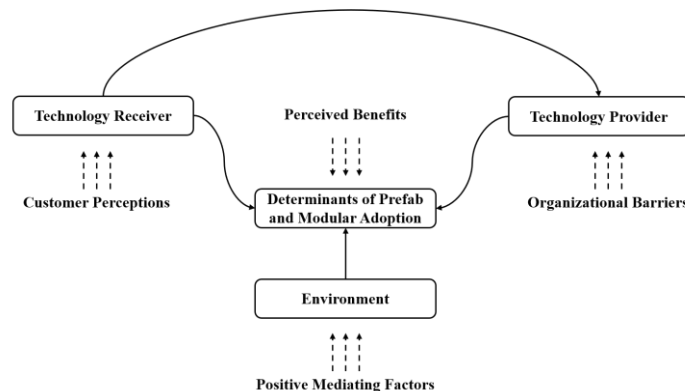 Technology Receiver
Perceived Benefits
Technology Provider
Customer Perceptions
Determinants of Prefab
and Modular Adoption
Organizational Barriers
Environment
Positive Mediating Factors